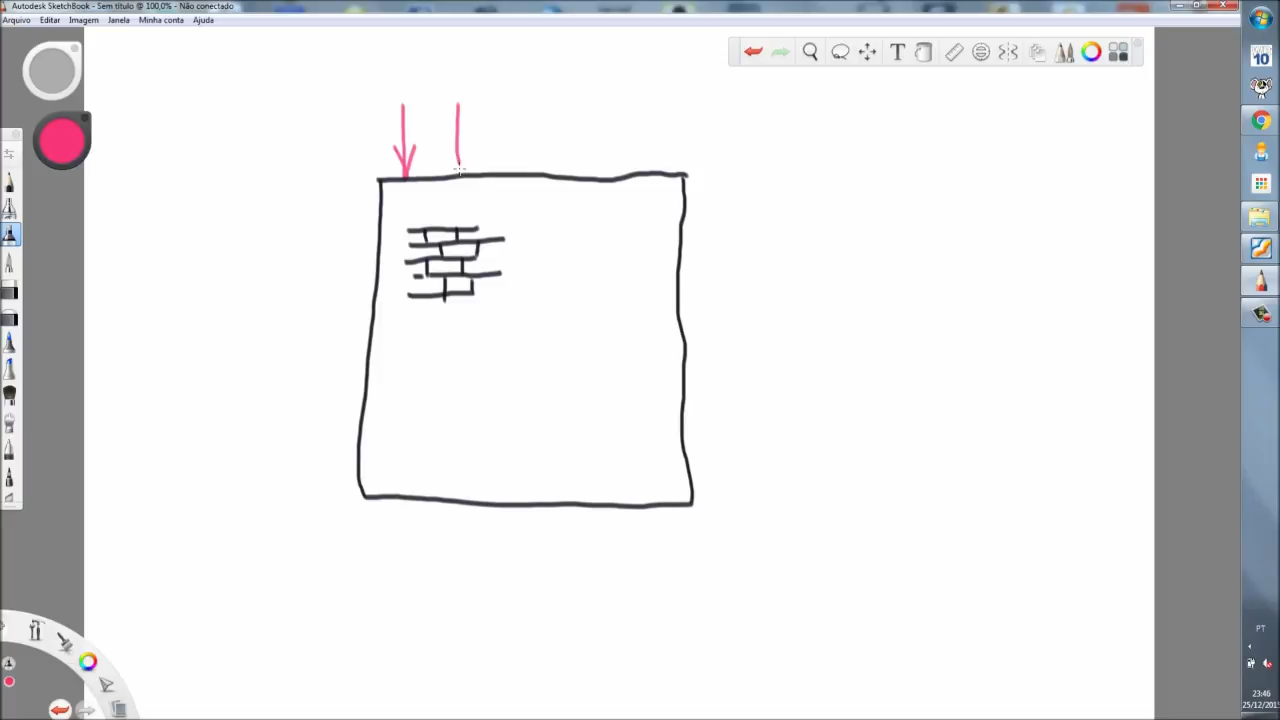 Autodesk SketchBook - Sem título @ 100,0% - Não conectado
Arquivo Editar Imagem Janela Minha conta Ajuda
T
10
PT
23:46